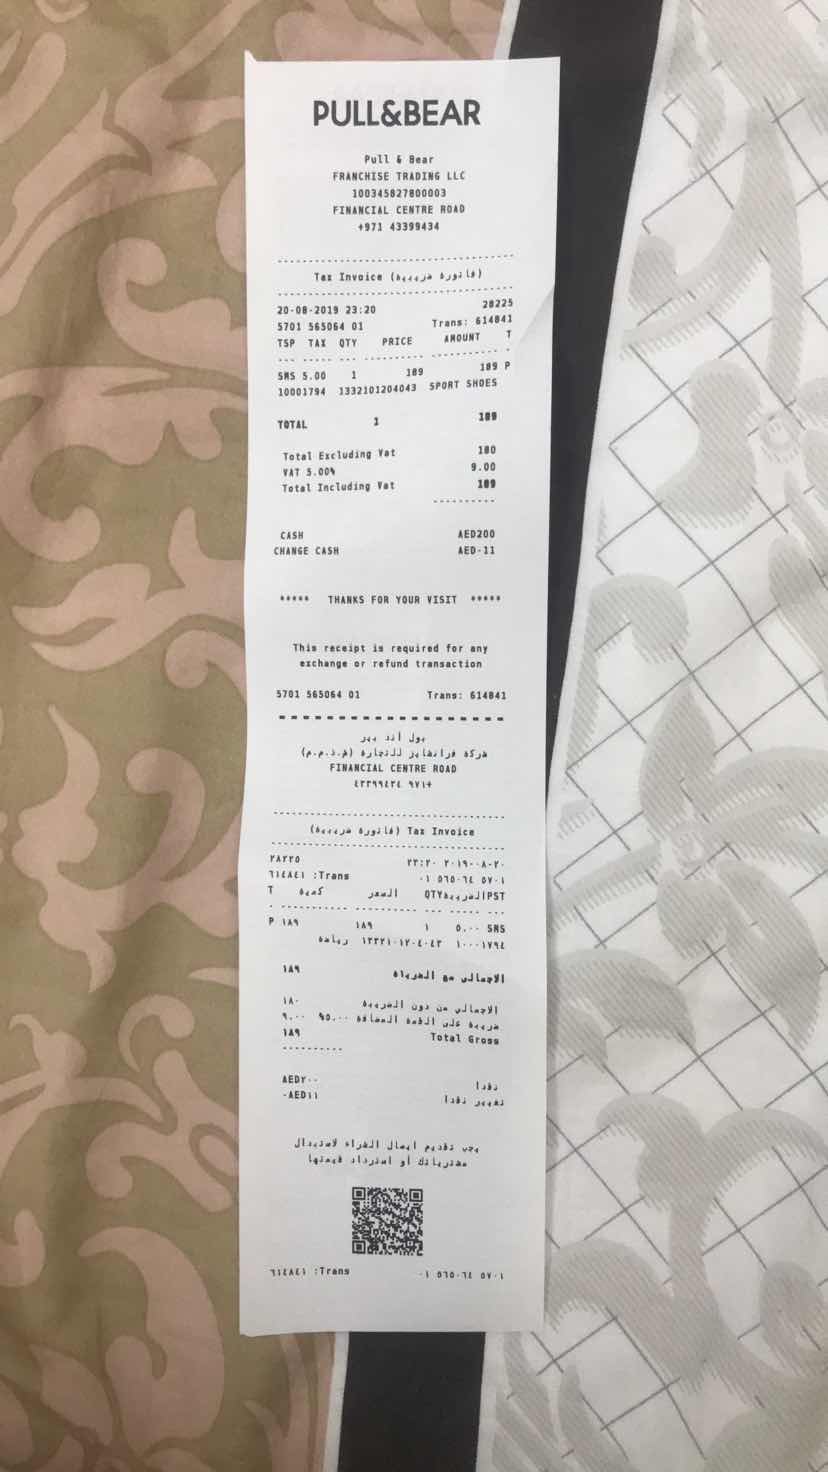 PULL&BEAR
Pull & Bear
FRANCHISE TRADING LLC
100345827800003
FINANCIAL CENTRE ROAD
+971 43399434
Tax Invoice (فاتورة ضريبية)
20-08-2019 23:20 28225
5701 565064 01 Trans: 614841
TSP TAX QTY PRICE AMOUNT T
SMS 5.00 1 189 189 P
10001794 1332101204043 SPORT SHOES
TOTAL 1 189
Total Excluding Vat 180
VAT 5.00% 9.00
Total Including Vat 189
CASH AED200
CHANGE CASH AED-11
***** THANKS FOR YOUR VISIT *****
This receipt is required for any
exchange or refund transaction
5701 565064 01 Trans: 614841
بول أند بير
شركة فرانشايز للتجارة (ش.ذ.م.م)
FINANCIAL CENTRE ROAD
٤٣٣٩٩٤٣٤ ٩٧١+
(فاتورة ضريبية) Tax Invoice
٢٨٢٢٥ ٢٣:٢٠ ٢٠١٩-٠٨-٢٠
٦١٤٨٤١ :Trans ٠١ ٥٦٥٠٦٤ ٥٧٠١
T كمية السعر QTYالضريبةPST
P ١٨٩ ١٨٩ ١ ٥.٠٠ SMS
رياضة ١٣٣٢١٠١٢٠٤٠٤٣ ١٠٠٠١٧٩٤
الاجمالي مع الضريبة ١٨٩
الاجمالي من دون الضريبة ١٨٠
ضريبة على القمة المضافة ٥.٠٠% ٩.٠٠
١٨٩ Total Gross
نقدا AED٢٠٠
تغيير نقدا -AED١١
يجب تقديم ايصال الشراء لاستبدال
مشترياتك أو استرداد قيمتها
٦١٤٨٤١ :Trans ٠١ ٥٦٥٠٦٤ ٥٧٠١